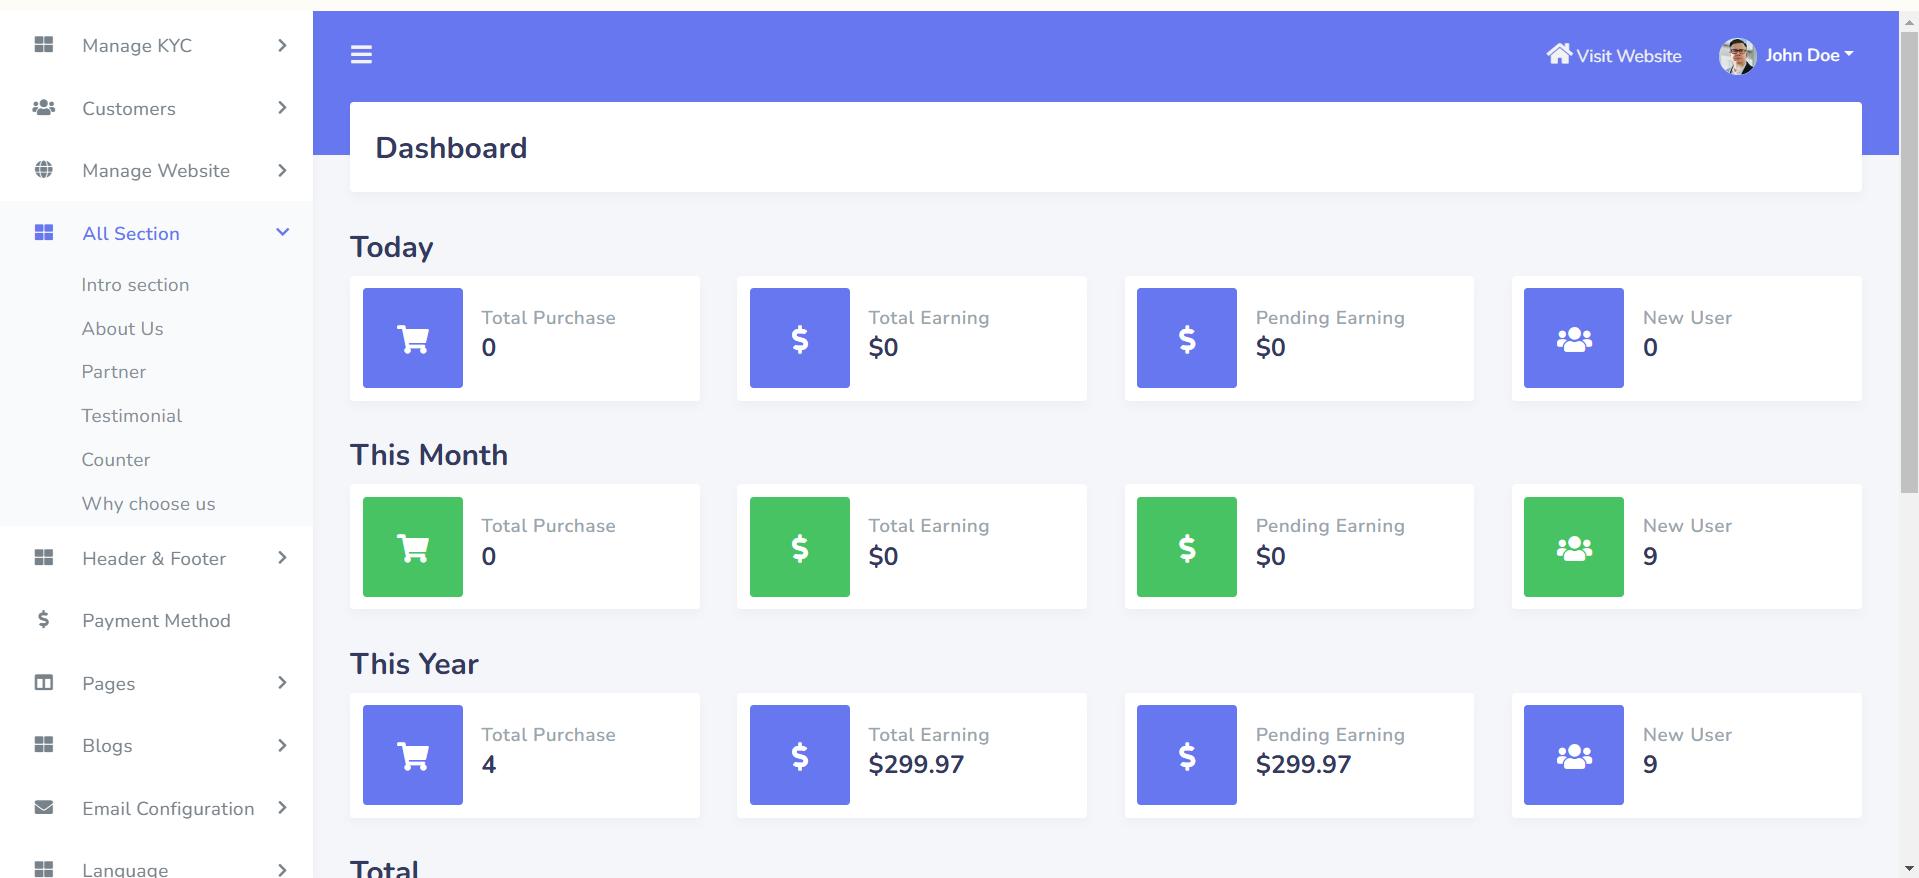 Manage KYC
Customers
Manage Website
All Section
Intro section
About Us
Partner
Testimonial
Counter
Why choose us
Header & Footer
Payment Method
Pages
Blogs
Email Configuration
Language
Visit Website
John Doe
Dashboard
Today
Total Purchase
0
Total Earning
$0
Pending Earning
$0
New User
0
This Month
Total Purchase
0
Total Earning
$0
Pending Earning
$0
New User
9
This Year
Total Purchase
4
Total Earning
$299.97
Pending Earning
$299.97
New User
9
Total